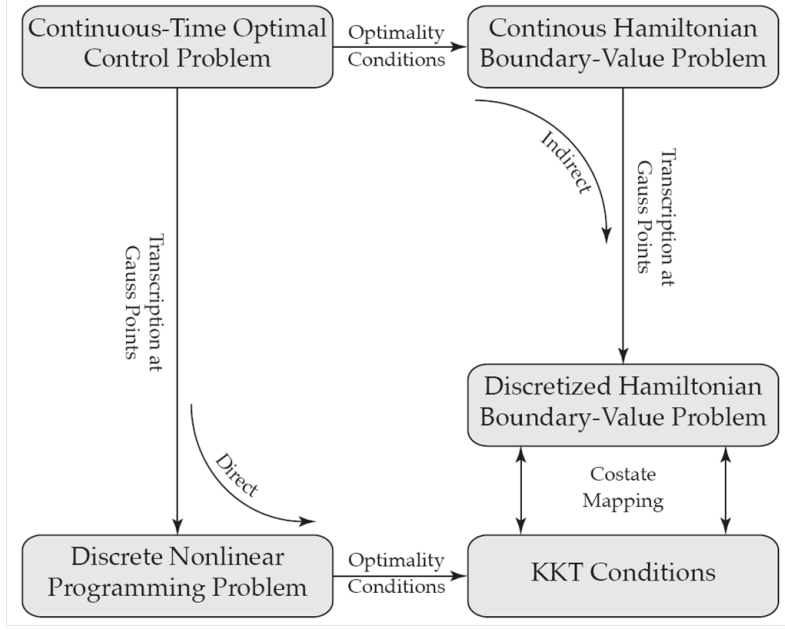 Continuous-Time Optimal
Control Problem
Optimality
Conditions
Continous Hamiltonian
Boundary-Value Problem
Indirect
Transcription at
Gauss Points
Transcription at
Gauss Points
Direct
Discretized Hamiltonian
Boundary-Value Problem
Costate
Mapping
Discrete Nonlinear
Programming Problem
Optimality
Conditions
KKT Conditions